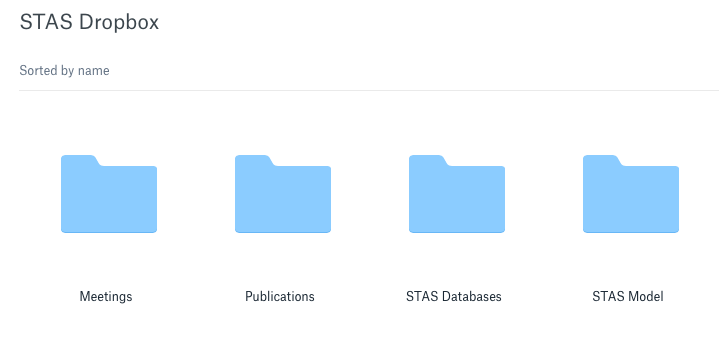 STAS Dropbox
Sorted by name
Meetings
Publications
STAS Databases
STAS Model